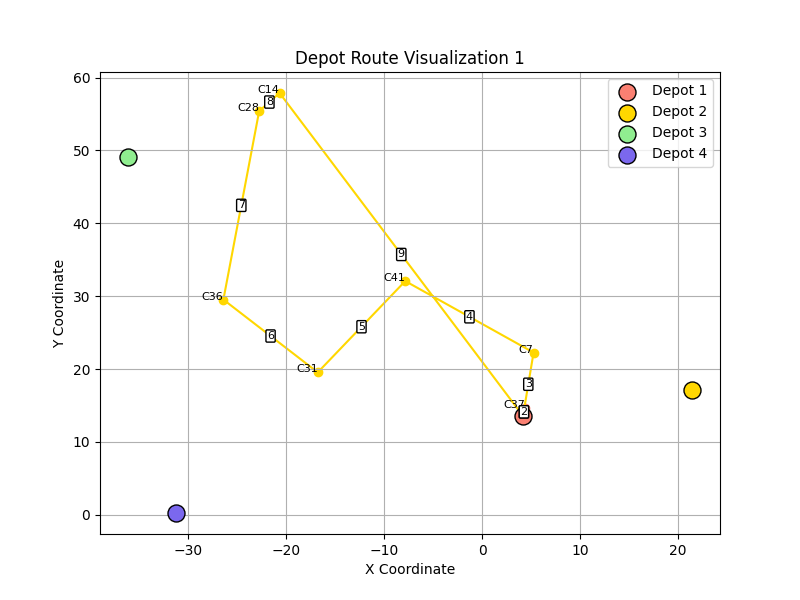 Depot Route Visualization 1
Depot 1
Depot 2
Depot 3
Depot 4
Y Coordinate
60
50
40
30
20
10
0
C14
8
C28
7
9
C41
C36
4
5
6
C7
C31
3
C37
2
−30
−20
−10
0
10
20
X Coordinate